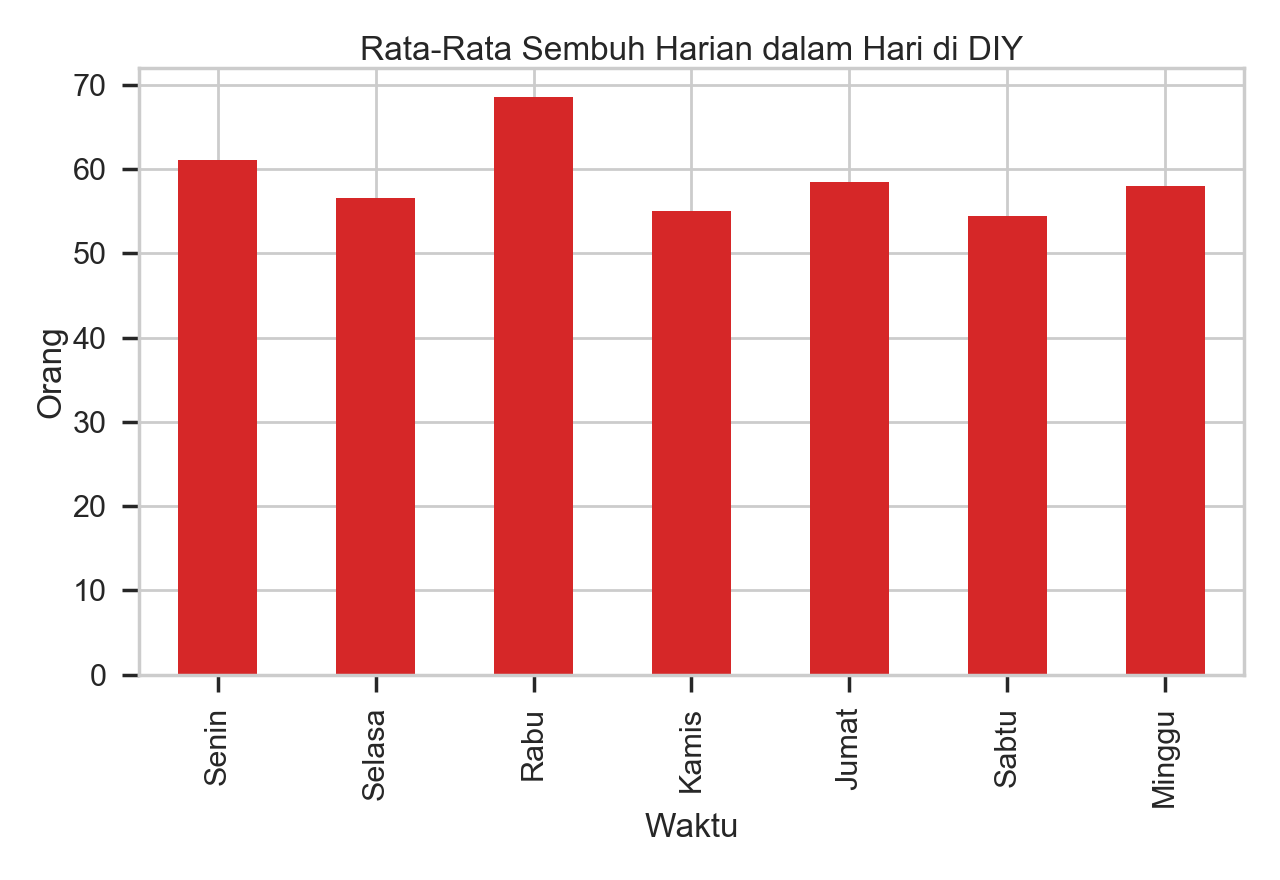 Rata-Rata Sembuh Harian dalam Hari di DIY
70
60
50
40
30
20
10
0
Orang
Senin
Selasa
Rabu
Kamis
Jumat
Sabtu
Minggu
Waktu